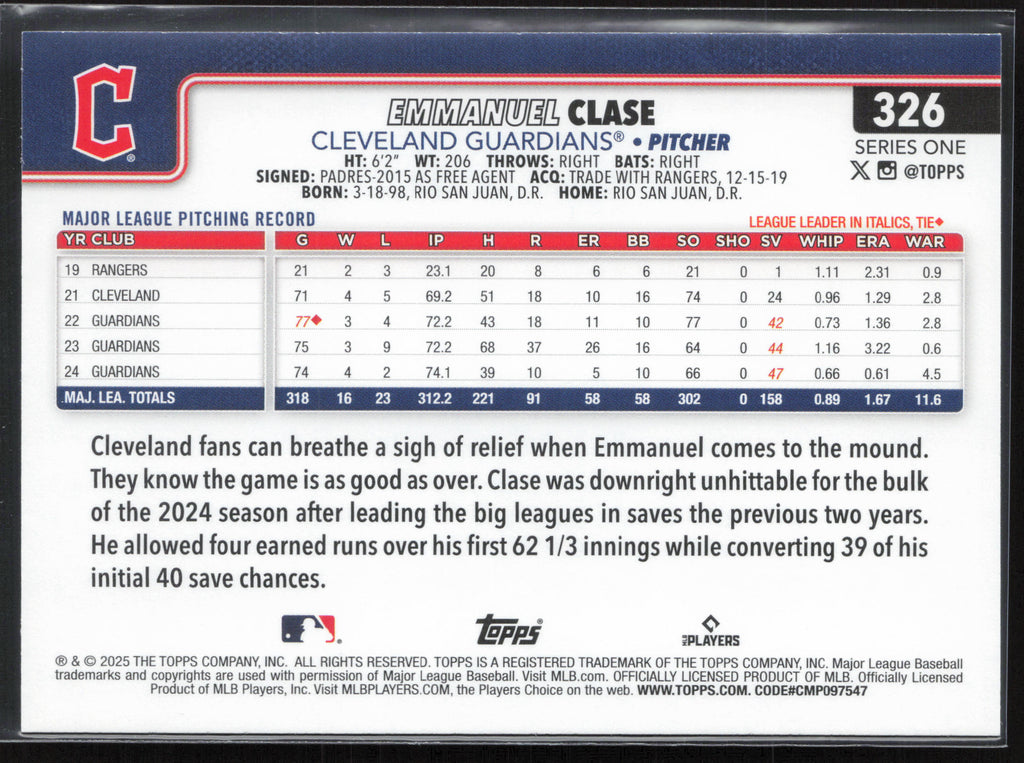 C
®
EMMANUEL CLASE
326
CLEVELAND GUARDIANS® • PITCHER
SERIES ONE
HT: 6'2" WT: 206 THROWS: RIGHT BATS: RIGHT
X @TOPPS
SIGNED: PADRES-2015 AS FREE AGENT ACQ: TRADE WITH RANGERS, 12-15-19
BORN: 3-18-98, RIO SAN JUAN, D.R. HOME: RIO SAN JUAN, D.R.
MAJOR LEAGUE PITCHING RECORD LEAGUE LEADER IN ITALICS, TIE♦
YR CLUB G W L IP H R ER BB SO SHO SV WHIP ERA WAR
19 RANGERS 21 2 3 23.1 20 8 6 6 21 0 1 1.11 2.31 0.9
21 CLEVELAND 71 4 5 69.2 51 18 10 16 74 0 24 0.96 1.29 2.8
22 GUARDIANS 77♦ 3 4 72.2 43 18 11 10 77 0 42 0.73 1.36 2.8
23 GUARDIANS 75 3 9 72.2 68 37 26 16 64 0 44 1.16 3.22 0.6
24 GUARDIANS 74 4 2 74.1 39 10 5 10 66 0 47 0.66 0.61 4.5
MAJ. LEA. TOTALS 318 16 23 312.2 221 91 58 58 302 0 158 0.89 1.67 11.6
Cleveland fans can breathe a sigh of relief when Emmanuel comes to the mound.
They know the game is as good as over. Clase was downright unhittable for the bulk
of the 2024 season after leading the big leagues in saves the previous two years.
He allowed four earned runs over his first 62 1/3 innings while converting 39 of his
initial 40 save chances.
Topps® MLB PLAYERS
® & © 2025 THE TOPPS COMPANY, INC. ALL RIGHTS RESERVED. TOPPS IS A REGISTERED TRADEMARK OF THE TOPPS COMPANY, INC. Major League Baseball
trademarks and copyrights are used with permission of Major League Baseball. Visit MLB.com. OFFICIALLY LICENSED PRODUCT OF MLB. Officially Licensed
Product of MLB Players, Inc. Visit MLBPLAYERS.COM, the Players Choice on the web. WWW.TOPPS.COM. CODE#CMP097547